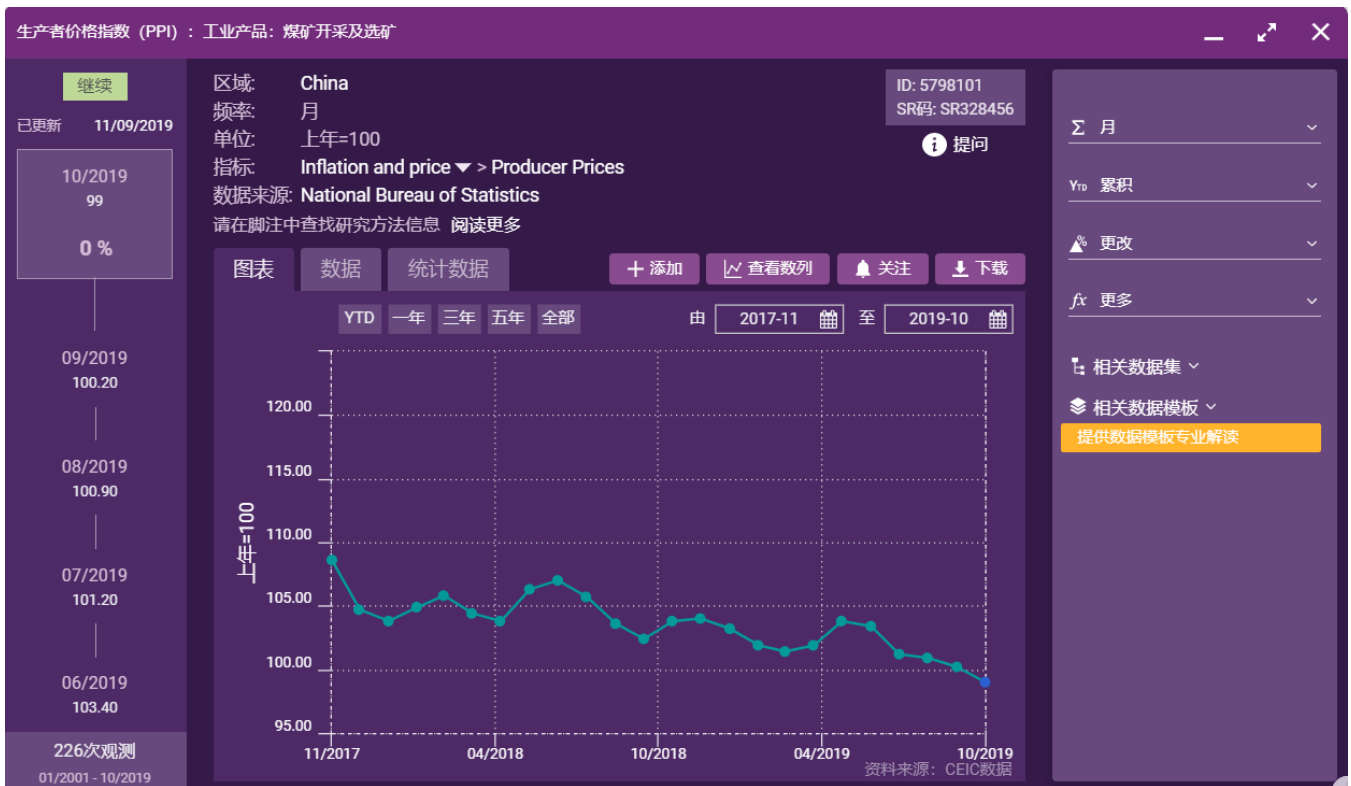 生产者价格指数（PPI）：工业产品：煤矿开采及选矿
继续
已更新 11/09/2019
10/2019
99
0 %
09/2019
100.20
08/2019
100.90
07/2019
101.20
06/2019
103.40
226次观测
01/2001 - 10/2019
区域: China
频率: 月
单位: 上年=100
指标: Inflation and price > Producer Prices
数据来源: National Bureau of Statistics
请在脚注中查找研究方法信息 阅读更多
ID: 5798101
SR码: SR328456
i 提问
图表 数据 统计数据
添加 查看数列 关注 下载
YTD 一年 三年 五年 全部
由 2017-11 至 2019-10
120.00
115.00
110.00
105.00
100.00
95.00
上年=100
11/2017 04/2018 10/2018 04/2019 10/2019
资料来源：CEIC数据
Σ 月
YTD 累积
% 更改
fx 更多
相关数据集
相关数据模板
提供数据模板专业解读